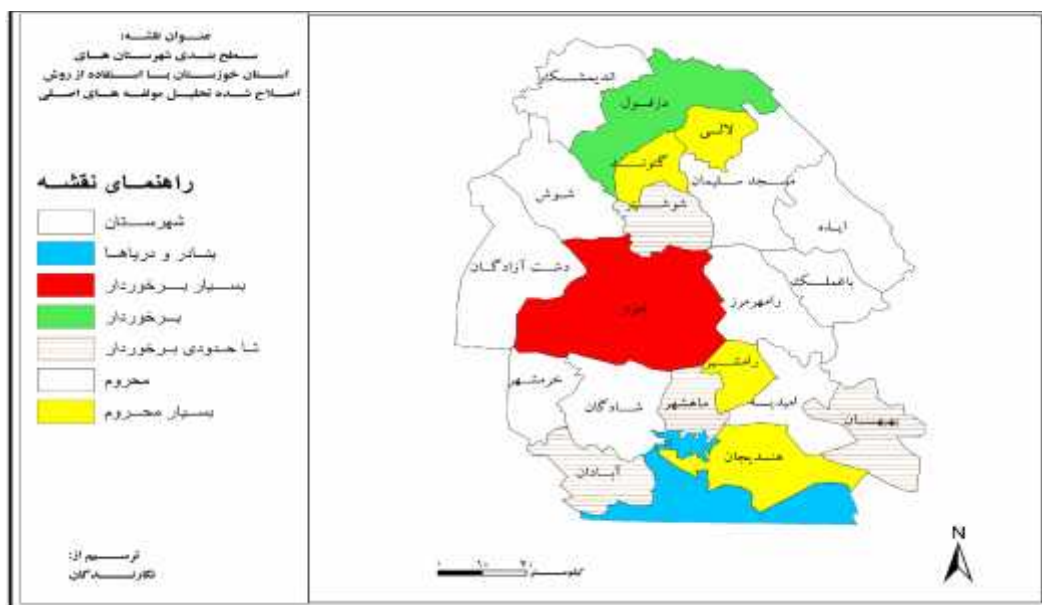 عنوان نقشه:
سطح بندی شهرستان های
استان خوزستان با استفاده از روش
اصلاح شده تحلیل مولفه های اصلی
راهنمای نقشه
شهرستان
بنادر و دریاها
بسیار برخوردار
برخوردار
تا حدودی برخوردار
محروم
بسیار محروم
ترسیم از:
نگارندگان
اندیمشک
دزفول
لالی
گتوند
مسجد سلیمان
شوش
شوشتر
ایذه
دشت آزادگان
باغملک
رامهرمز
اهواز
رامشیر
خرمشهر
شادگان
ماهشهر
امیدیه
بهبهان
هندیجان
آبادان
کیلومتر
N